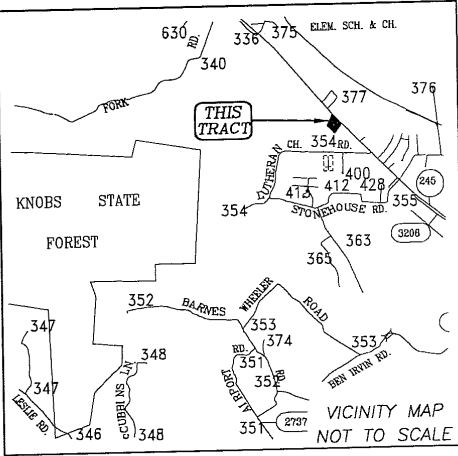 630
RD.
340
FORK
336
375
ELEM. SCH. & CH.
377
376
THIS
TRACT
354
CH.
RD.
LUTHERAN
400
413
412
428
245
355
354
STONEHOUSE RD.
3206
363
365
KNOBS STATE
FOREST
352
BARNES
WHEELER
ROAD
353
374
353
RD.
351
352
RD.
BEN IRVIN RD.
AIRPORT
351
2737
347
347
LESLIE RD.
346
348
CUBBINS LN
348
VICINITY MAP
NOT TO SCALE